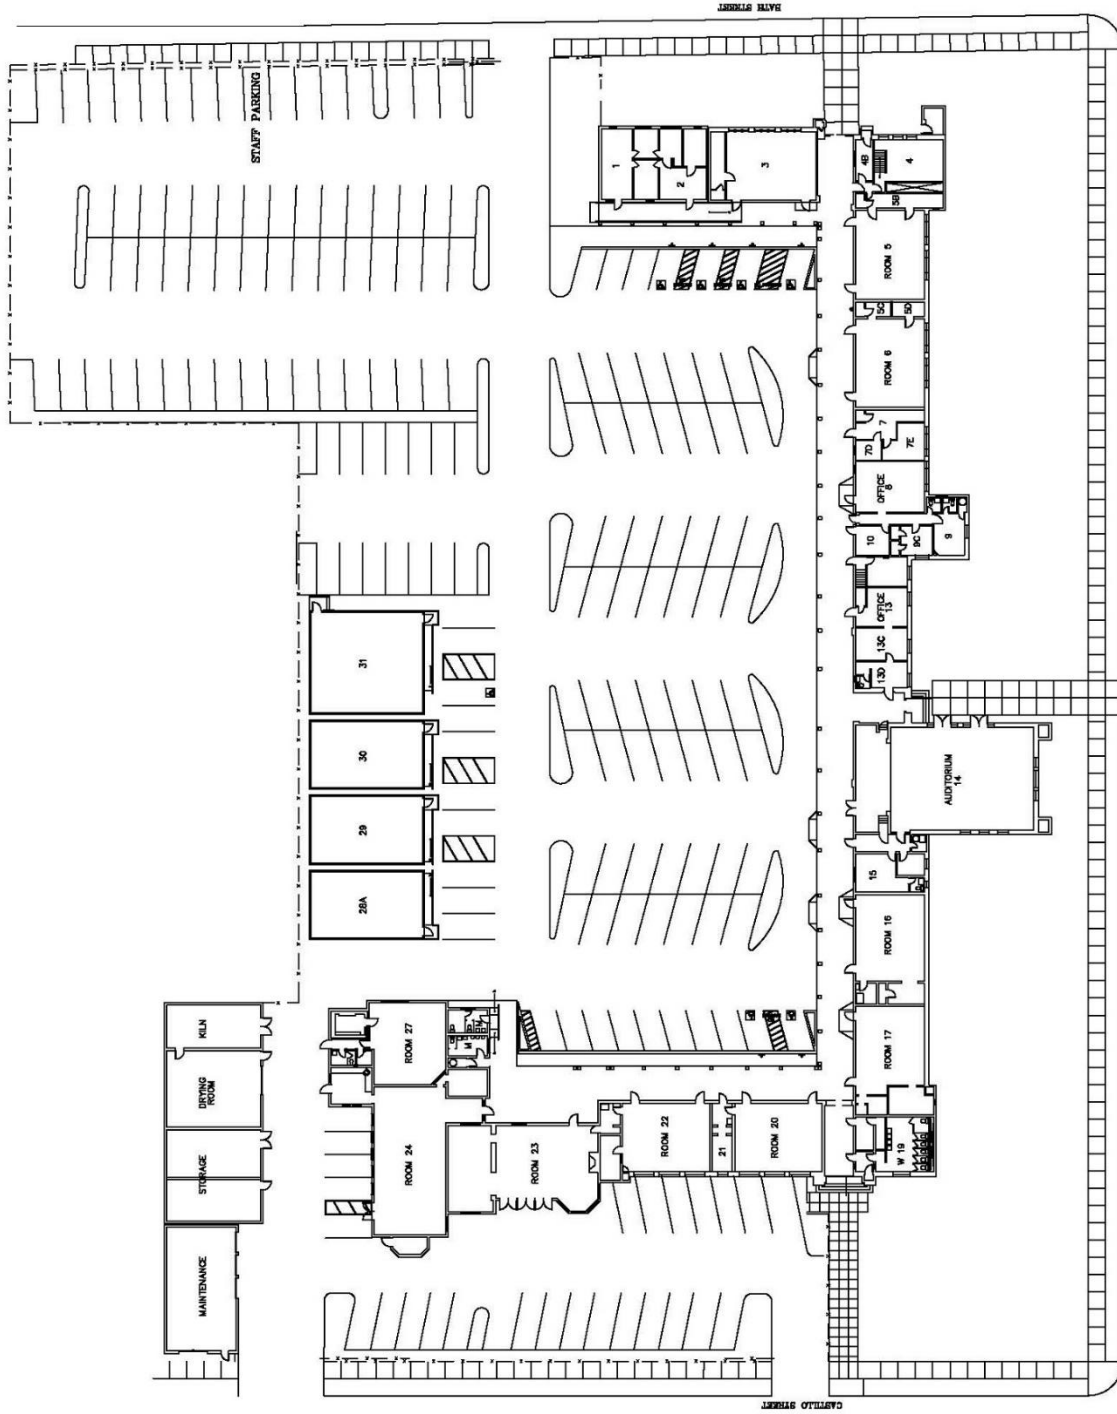 BATH STREET
STAFF PARKING
1
2
3
4B
4
5B
ROOM 5
5C
5D
ROOM 6
7
7D
7E
OFFICE
8
10
9C
9
OFFICE
13
13C
13D
31
30
29
28A
AUDITORIUM
14
15
ROOM 16
ROOM 17
W 19
ROOM 20
21
ROOM 22
ROOM 23
ROOM 24
ROOM 27
M
KILN
DRYING
ROOM
STORAGE
MAINTENANCE
CASTILLO STREET